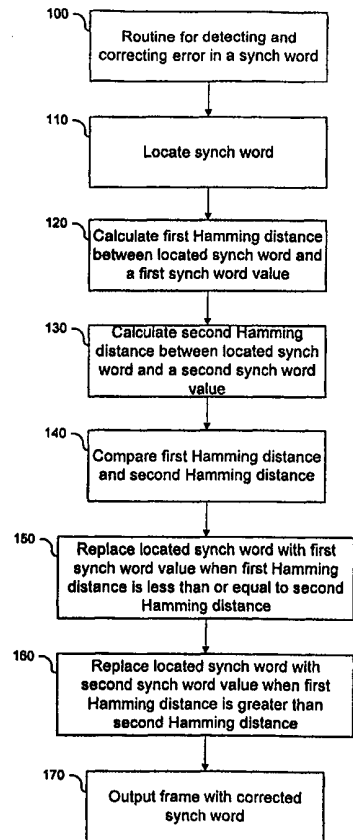 100
Routine for detecting and
correcting error in a synch word
110
Locate synch word
120
Calculate first Hamming distance
between located synch word and
a first synch word value
130
Calculate second Hamming
distance between located synch
word and a second synch word
value
140
Compare first Hamming distance
and second Hamming distance
150
Replace located synch word with first
synch word value when first Hamming
distance is less than or equal to second
Hamming distance
160
Replace located synch word with
second synch word value when first
Hamming distance is greater than
second Hamming distance
170
Output frame with corrected
synch word